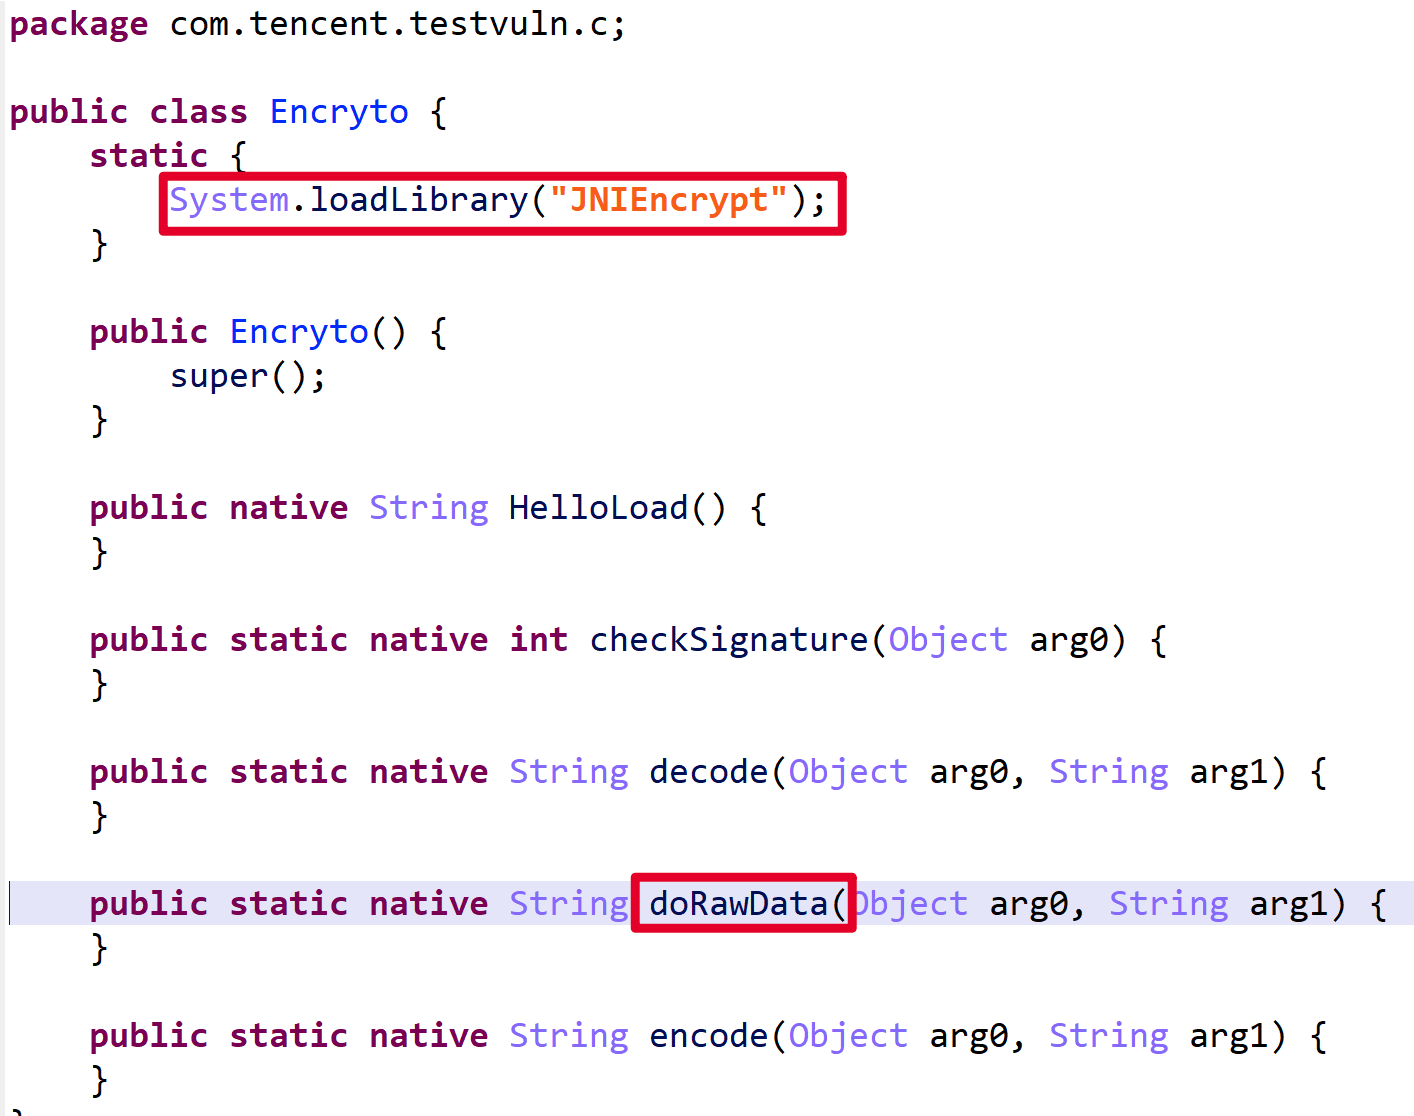 package com.tencent.testvuln.c;
public class Encryto {
static {
System.loadLibrary("JNIEncrypt");
}
public Encryto() {
super();
}
public native String HelloLoad() {
}
public static native int checkSignature(Object arg0) {
}
public static native String decode(Object arg0, String arg1) {
}
public static native String doRawData(Object arg0, String arg1) {
}
public static native String encode(Object arg0, String arg1) {
}
}